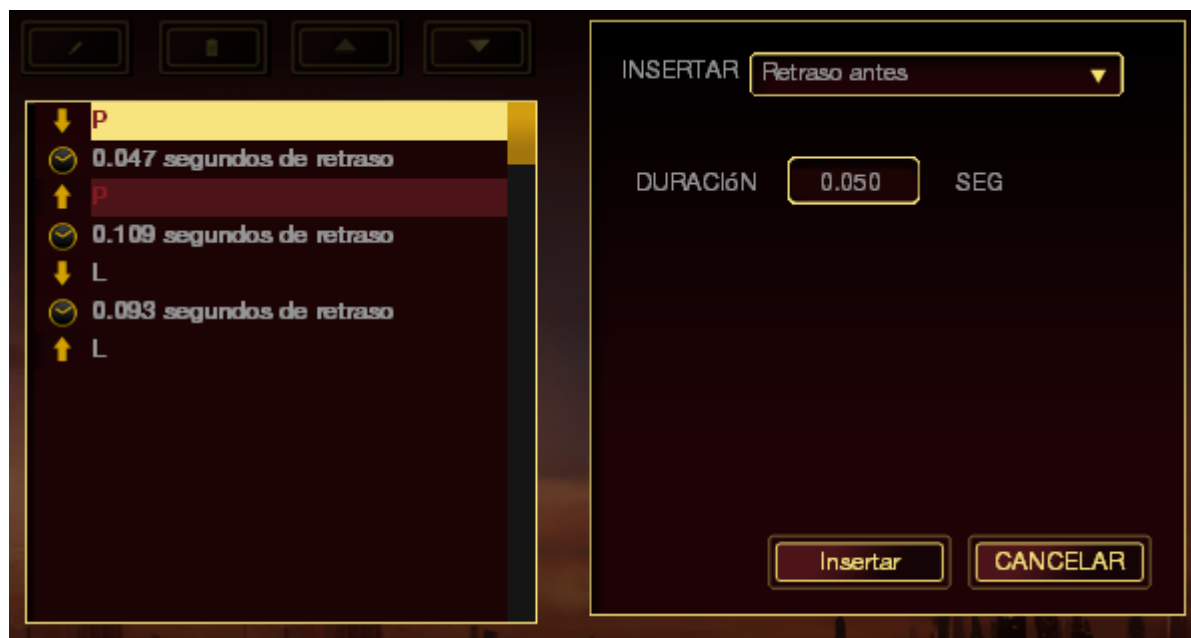 P
0.047 segundos de retraso
P
0.109 segundos de retraso
L
0.093 segundos de retraso
L
INSERTAR Retraso antes
DURACIóN 0.050 SEG
Insertar CANCELAR